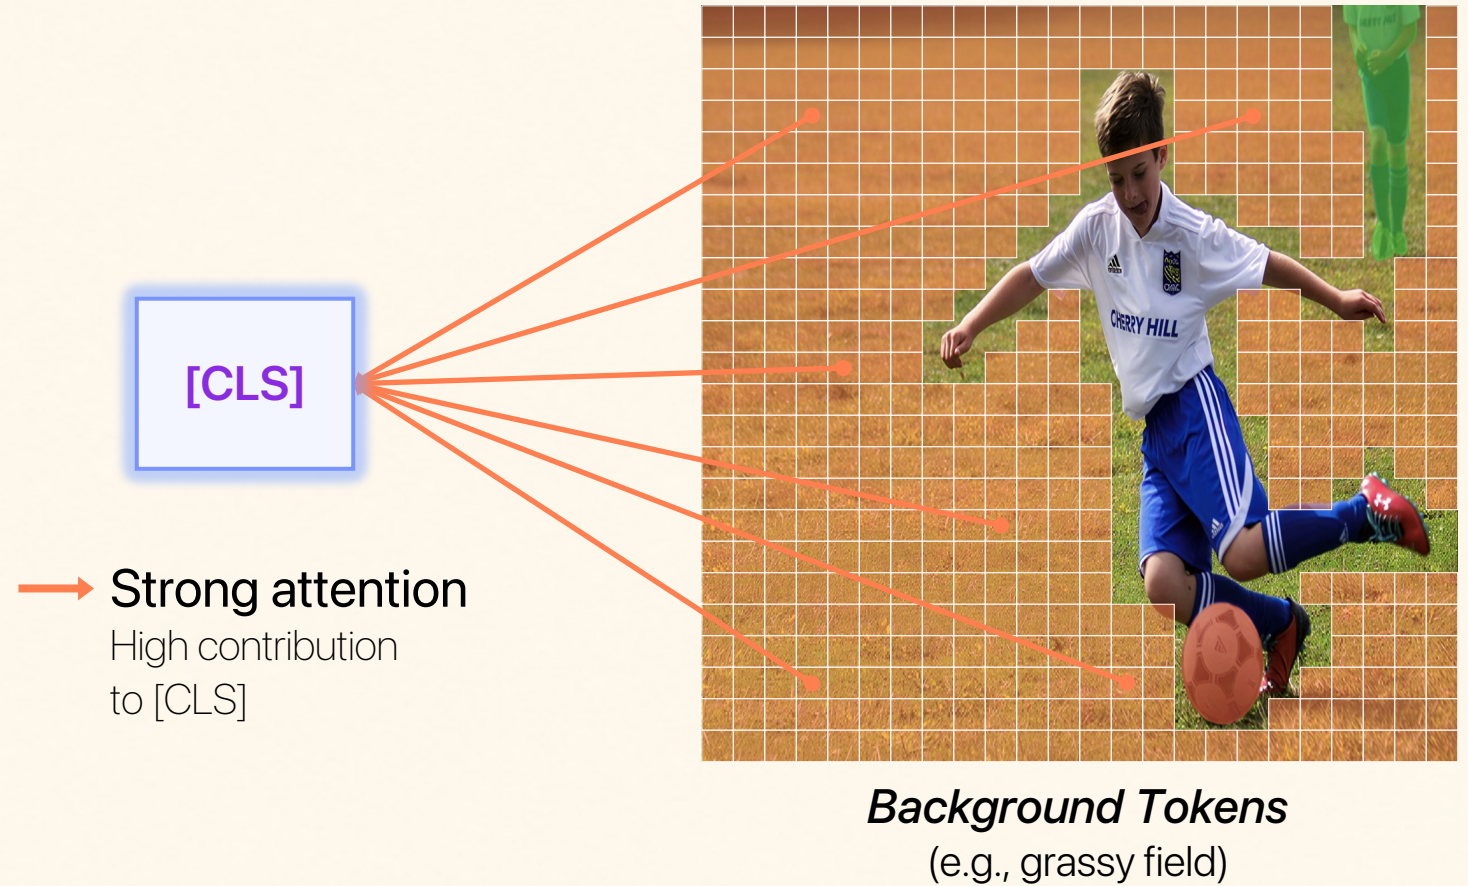 [CLS]
Strong attention
High contribution
to [CLS]
CHERRY HILL
Background Tokens
(e.g., grassy field)